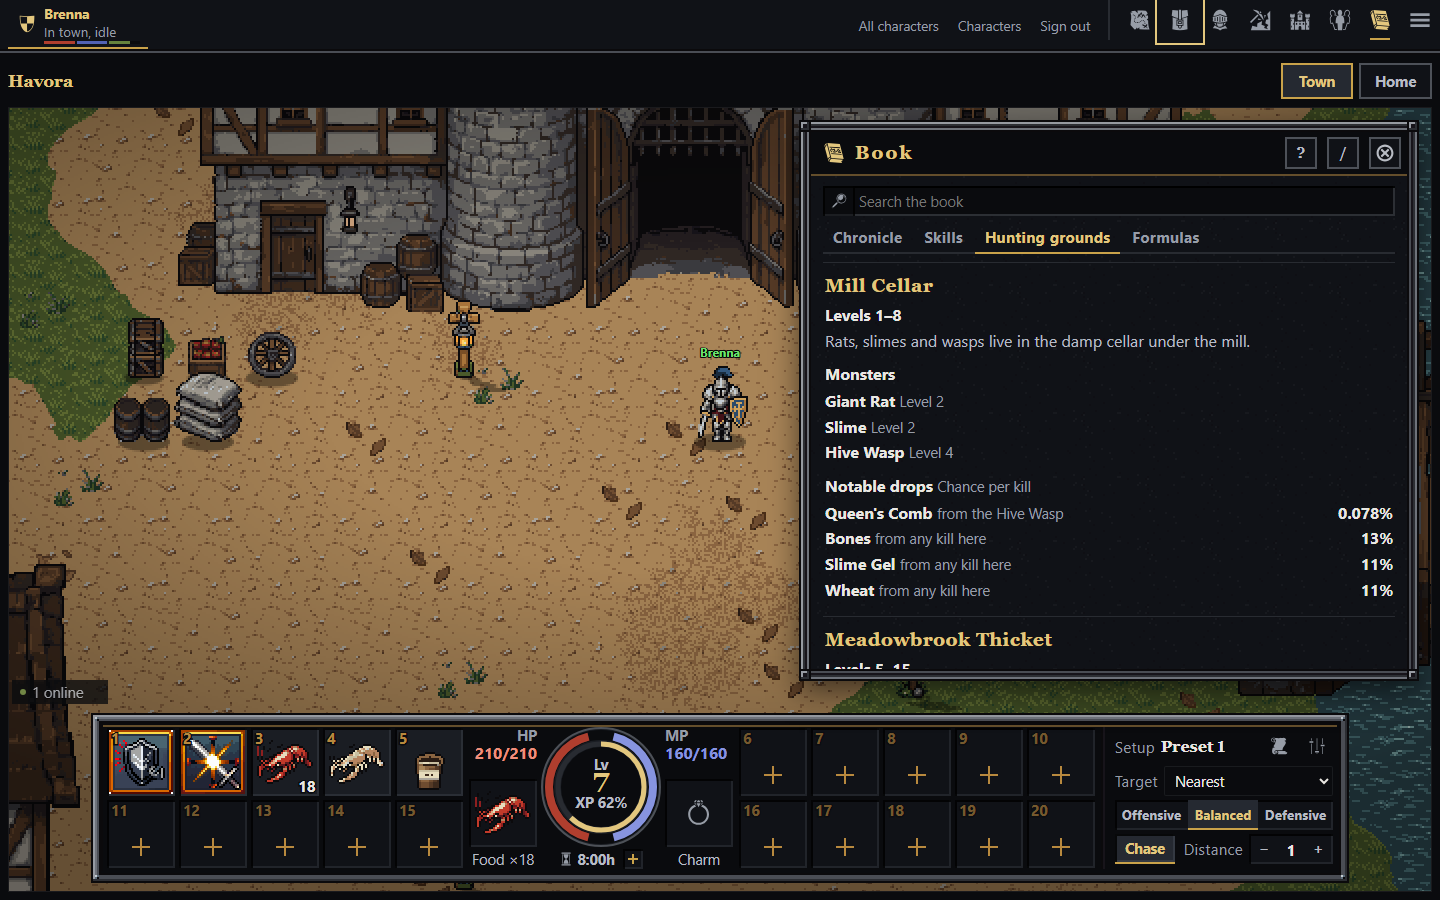 Brenna
In town, idle
All characters
Characters
Sign out
Havora
Town
Home
Brenna
Book
?
/
Search the book
Chronicle
Skills
Hunting grounds
Formulas
Mill Cellar
Levels 1–8
Rats, slimes and wasps live in the damp cellar under the mill.
Monsters
Giant Rat Level 2
Slime Level 2
Hive Wasp Level 4
Notable drops Chance per kill
Queen's Comb from the Hive Wasp 0.078%
Bones from any kill here 13%
Slime Gel from any kill here 11%
Wheat from any kill here 11%
Meadowbrook Thicket
Levels 5–15
1 online
1
2
3
18
4
5
HP
210/210
Lv
7
XP 62%
MP
160/160
6
7
8
9
10
11
12
13
14
15
Food ×18
8:00h
+
Charm
16
17
18
19
20
Setup Preset 1
Target Nearest
Offensive
Balanced
Defensive
Chase
Distance
− 1 +